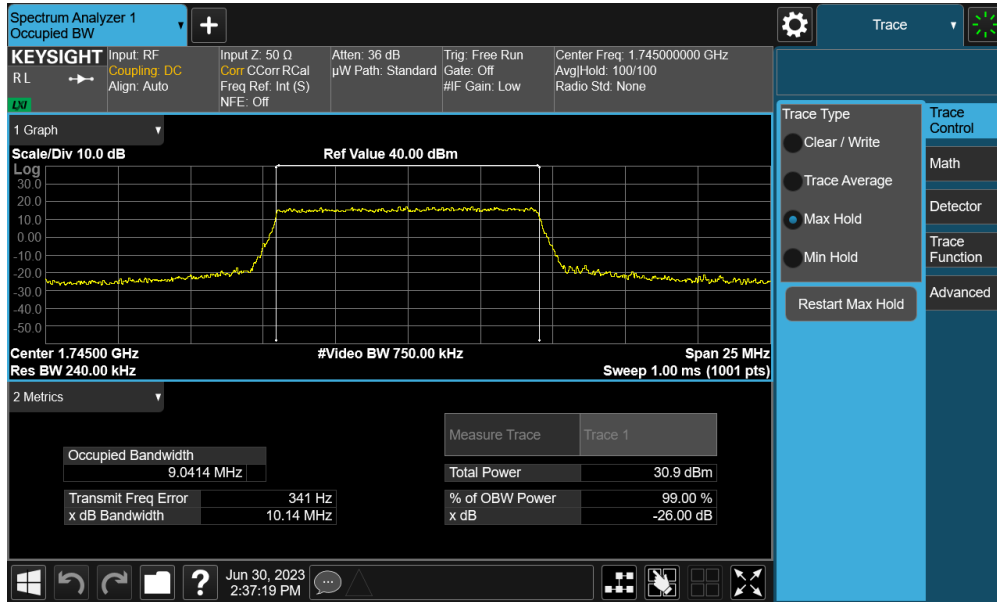 Spectrum Analyzer 1
Occupied BW
+
Trace
KEYSIGHT
R L
LXI
Input: RF
Coupling: DC
Align: Auto
Input Z: 50 Ω
Corr CCorr RCal
Freq Ref: Int (S)
NFE: Off
Atten: 36 dB
µW Path: Standard
Trig: Free Run
Gate: Off
#IF Gain: Low
Center Freq: 1.745000000 GHz
Avg|Hold: 100/100
Radio Std: None
1 Graph
Scale/Div 10.0 dB
Ref Value 40.00 dBm
Log
30.0
20.0
10.0
0.00
-10.0
-20.0
-30.0
-40.0
-50.0
Center 1.74500 GHz
#Video BW 750.00 kHz
Span 25 MHz
Res BW 240.00 kHz
Sweep 1.00 ms (1001 pts)
2 Metrics
Measure Trace
Trace 1
Occupied Bandwidth
9.0414 MHz
Total Power
30.9 dBm
Transmit Freq Error
341 Hz
% of OBW Power
99.00 %
x dB Bandwidth
10.14 MHz
x dB
-26.00 dB
Trace Type
Clear / Write
Trace Average
Max Hold
Min Hold
Restart Max Hold
Trace
Control
Math
Detector
Trace
Function
Advanced
?
Jun 30, 2023
2:37:19 PM